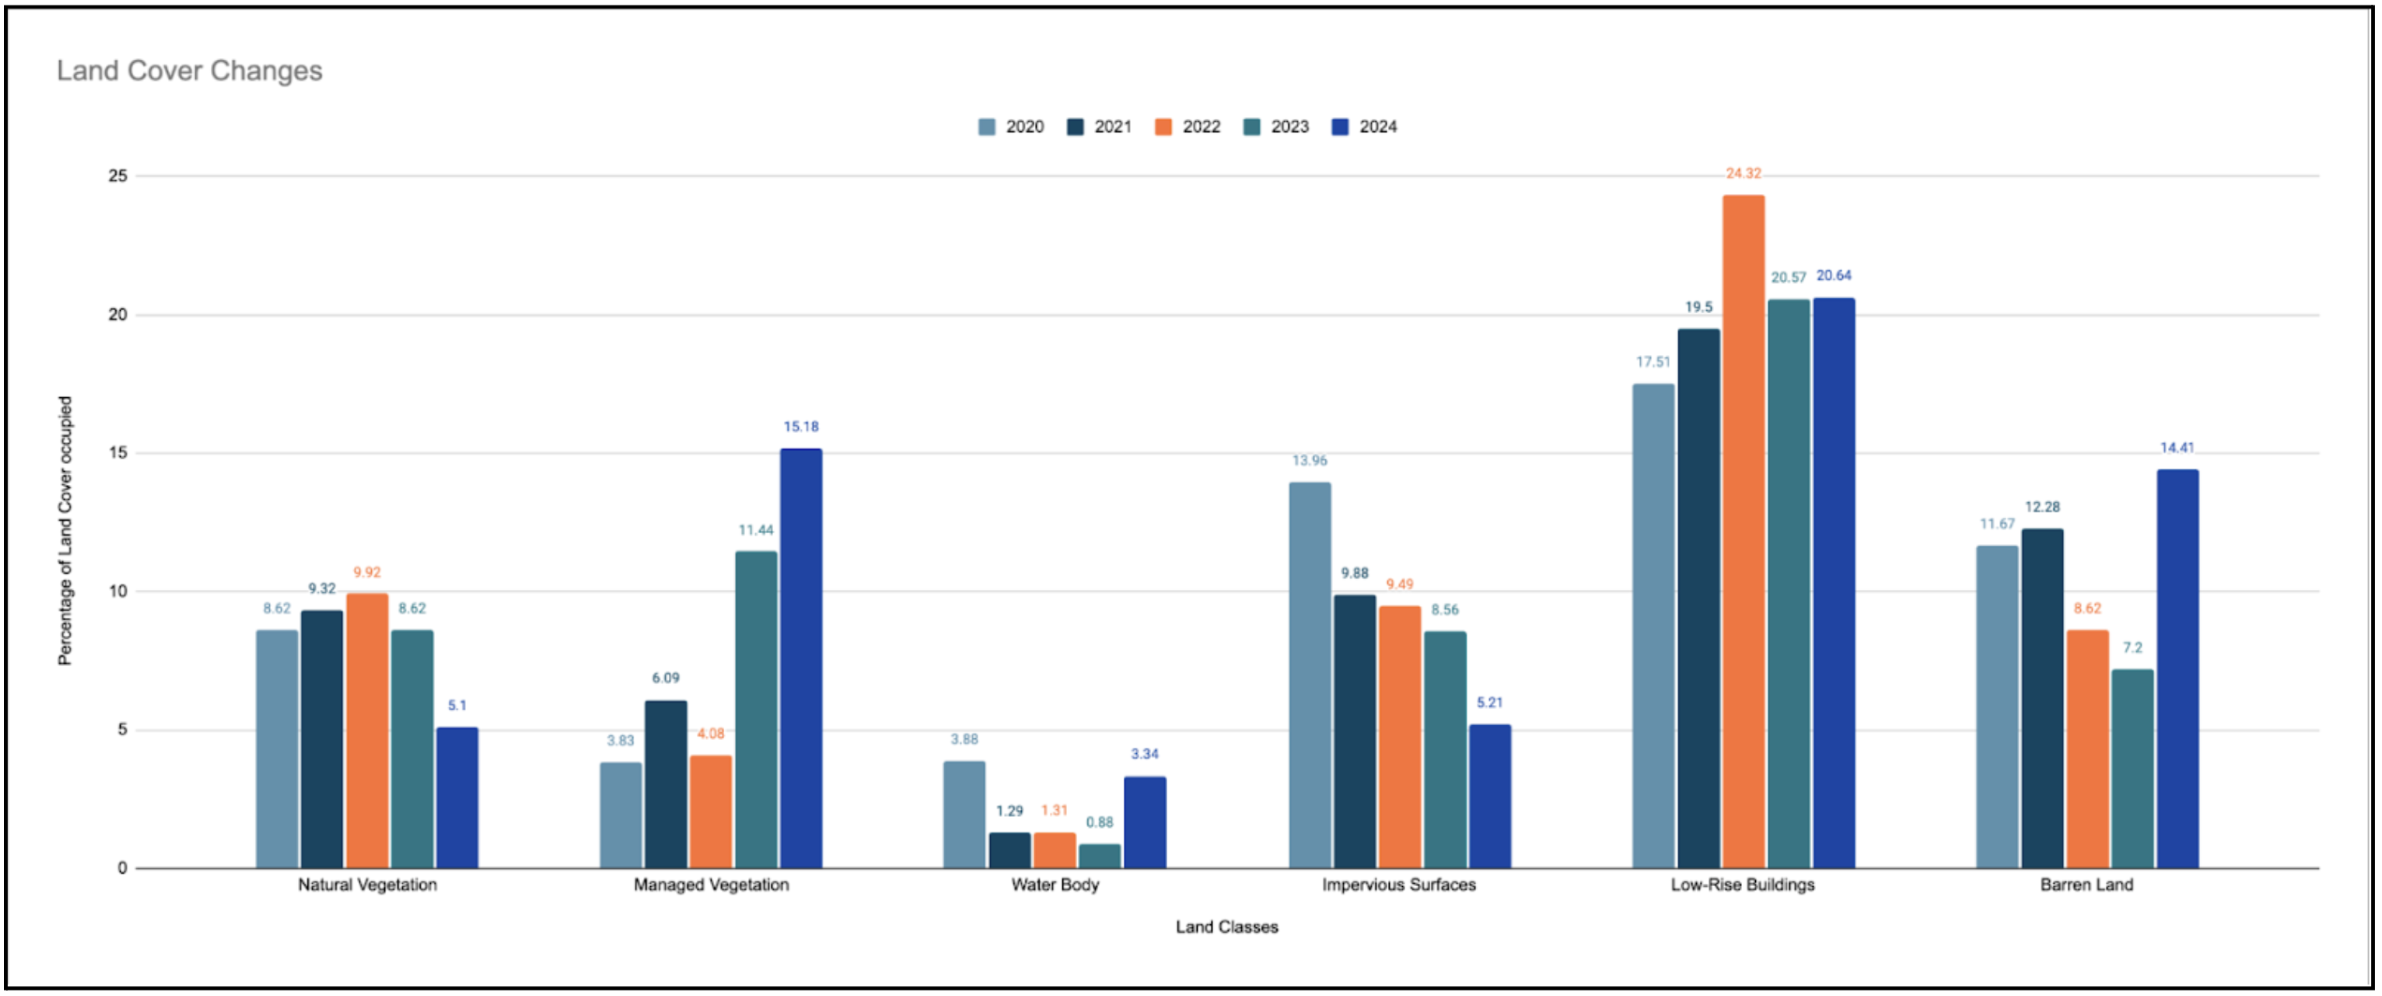 Land Cover Changes
2020 2021 2022 2023 2024
Percentage of Land Cover occupied
25
20
15
10
5
0
8.62 9.32 9.92 8.62 5.1
3.83 6.09 4.08 11.44 15.18
3.88 1.29 1.31 0.88 3.34
13.96 9.88 9.49 8.56 5.21
17.51 19.5 24.32 20.57 20.64
11.67 12.28 8.62 7.2 14.41
Natural Vegetation Managed Vegetation Water Body Impervious Surfaces Low-Rise Buildings Barren Land
Land Classes